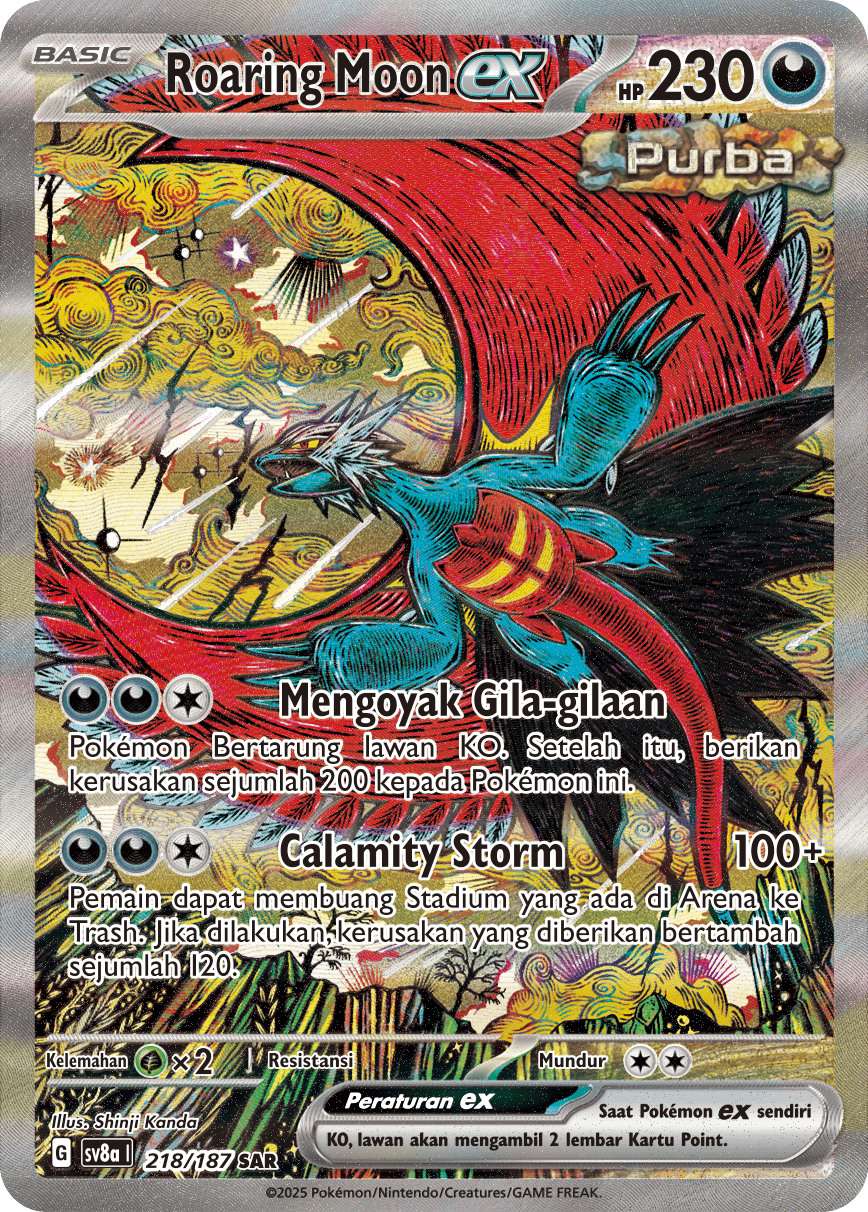 BASIC
Roaring Moon ex
HP 230
Purba
Mengoyak Gila-gilaan
Pokémon Bertarung lawan KO. Setelah itu, berikan
kerusakan sejumlah 200 kepada Pokémon ini.
Calamity Storm 100+
Pemain dapat membuang Stadium yang ada di Arena ke
Trash. Jika dilakukan, kerusakan yang diberikan bertambah
sejumlah 120.
Kelemahan ×2 Resistansi Mundur
Peraturan ex
Saat Pokémon ex sendiri
KO, lawan akan mengambil 2 lembar Kartu Point.
Illus. Shinji Kanda
G sv8a I 218/187 SAR
©2025 Pokémon/Nintendo/Creatures/GAME FREAK.